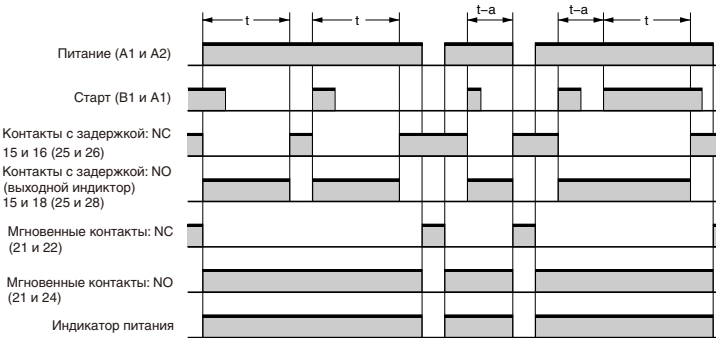 t t t–a t–a t
Питание (A1 и A2)
Старт (B1 и A1)
Контакты с задержкой: NC
15 и 16 (25 и 26)
Контакты с задержкой: NO
(выходной индиктор)
15 и 18 (25 и 28)
Мгновенные контакты: NC
(21 и 22)
Мгновенные контакты: NO
(21 и 24)
Индикатор питания